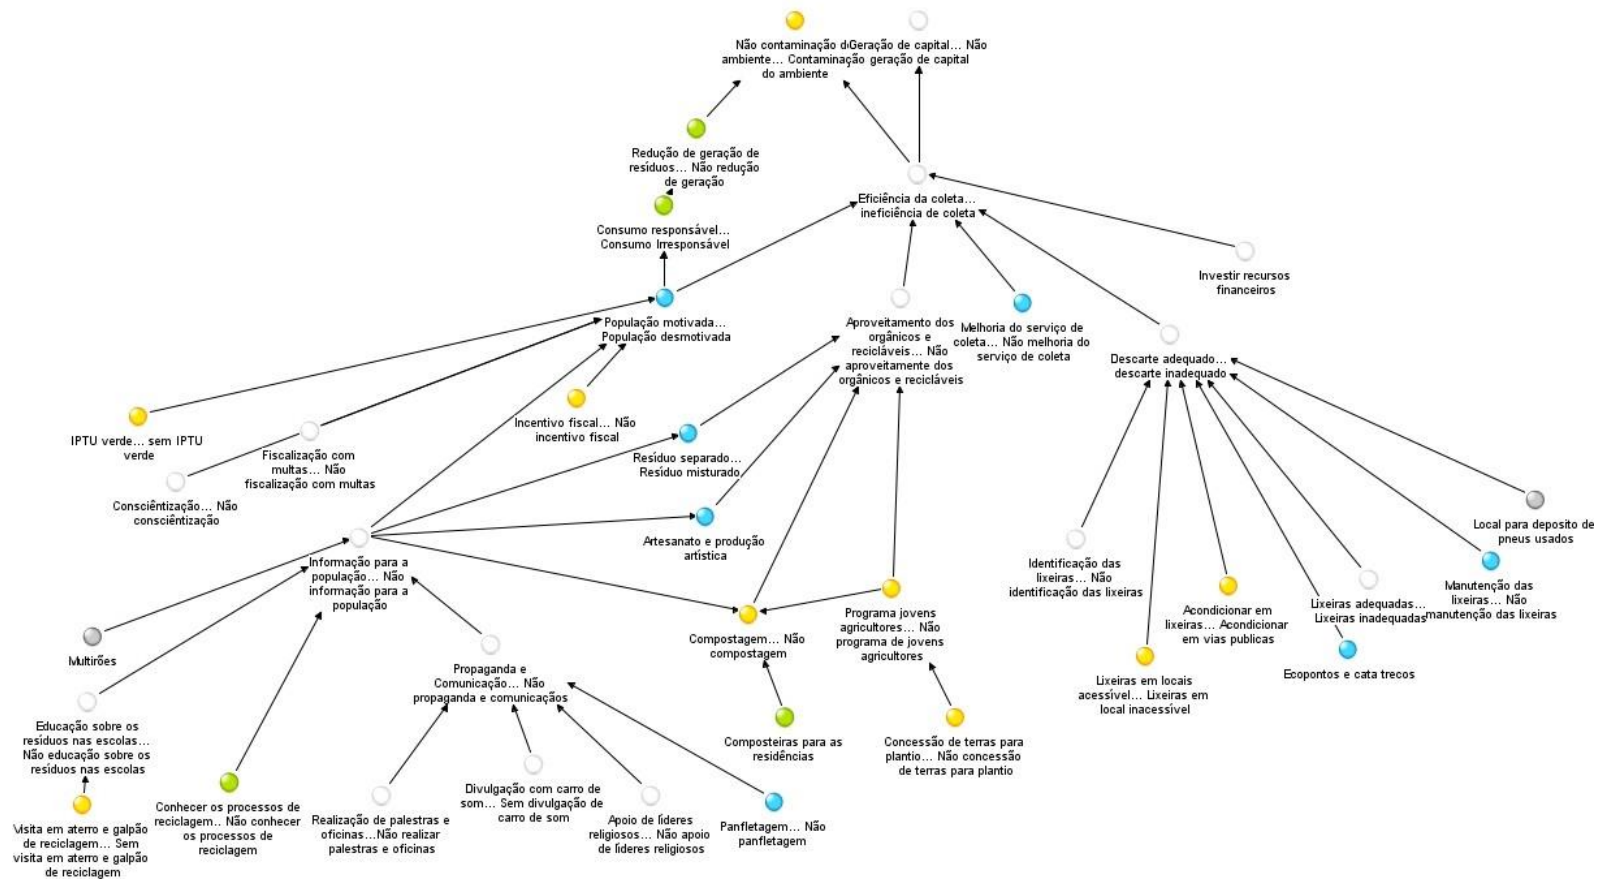 Não contaminação d
ambiente... Contaminação
do ambiente
Geração de capital... Não
geração de capital
Redução de geração de
resíduos... Não redução
de geração
Eficiência da coleta...
ineficiência de coleta
Consumo responsável...
Consumo Irresponsável
Investir recursos
financeiros
População motivada...
População desmotivada
Aproveitamento dos
orgânicos e
recicláveis... Não
aproveitamente dos
orgânicos e recicláveis
Melhoria do serviço de
coleta... Não melhoria do
serviço de coleta
Descarte adequado...
descarte inadequado
IPTU verde... sem IPTU
verde
Fiscalização com
multas... Não
fiscalização com multas
Incentivo fiscal... Não
incentivo fiscal
Resíduo separado...
Resíduo misturado
Consciêntização... Não
consciêntização
Artesanato e produção
artística
Local para deposito de
pneus usados
Informação para a
população... Não
informação para a
população
Identificação das
lixeiras... Não
identificação das lixeiras
Manutenção das
lixeiras... Não
manutenção das lixeiras
Lixeiras adequadas...
Lixeiras inadequadas
Acondicionar em
lixeiras... Acondicionar
em vias publicas
Programa jovens
agricultores... Não
programa de jovens
agricultores
Compostagem... Não
compostagem
Multirões
Propaganda e
Comunicação... Não
propaganda e comunicaçãos
Ecopontos e cata trecos
Lixeiras em locais
acessível... Lixeiras em
local inacessível
Educação sobre os
resíduos nas escolas...
Não educação sobre os
resíduos nas escolas
Composteiras para as
residências
Concessão de terras para
plantio... Não concessão
de terras para plantio
Visita em aterro e galpão
de reciclagem... Sem
visita em aterro e galpão
de reciclagem
Conhecer os processos de
reciclagem... Não conhecer
os processos de
reciclagem
Realização de palestras e
oficinas...Não realizar
palestras e oficinas
Divulgação com carro de
som... Sem divulgação de
carro de som
Apoio de líderes
religiosos... Não apoio
de líderes religiosos
Panfletagem... Não
panfletagem